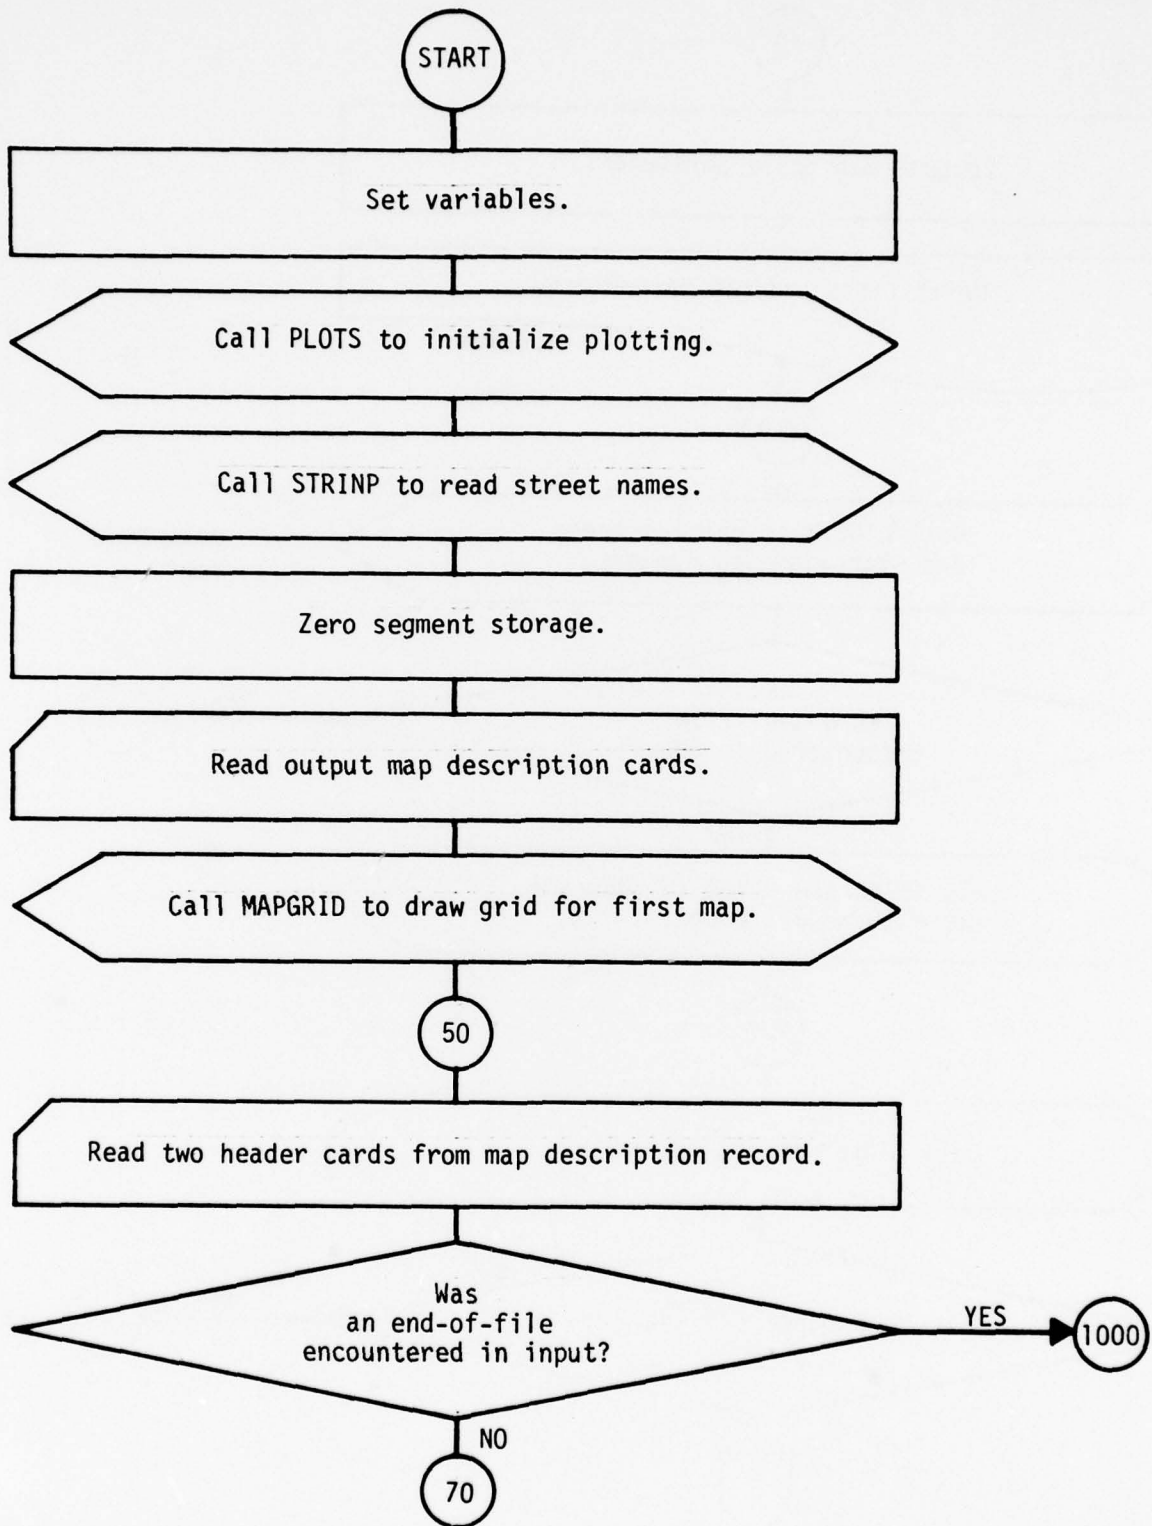 START
Set variables.
Call PLOTS to initialize plotting.
Call STRINP to read street names.
Zero segment storage.
Read output map description cards.
Call MAPGRID to draw grid for first map.
50
Read two header cards from map description record.
Was
an end-of-file
encountered in input?
YES
1000
NO
70